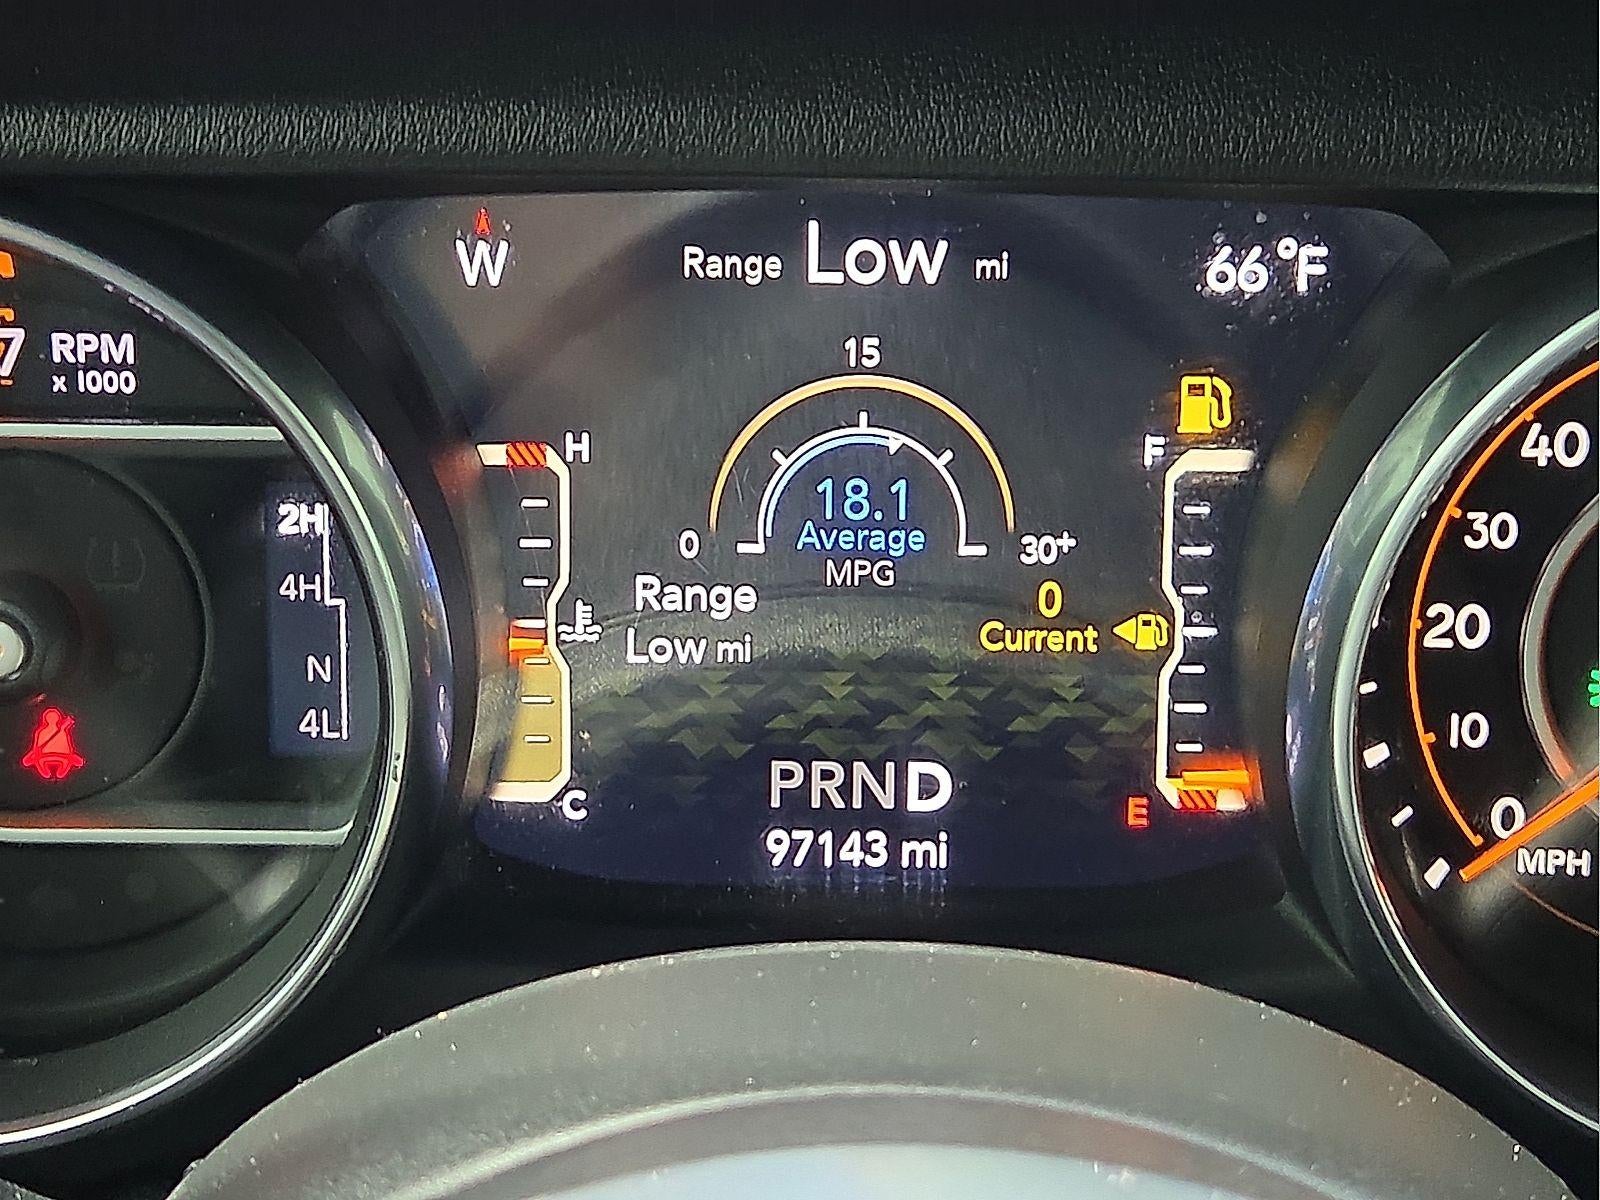 W
Range Low mi
66°F
7
RPM
x 1000
15
0
30+
18.1
Average
MPG
Range
Low mi
0
Current
H
C
F
E
2H
4H
N
4L
PRND
97143 mi
40
30
20
10
0
MPH